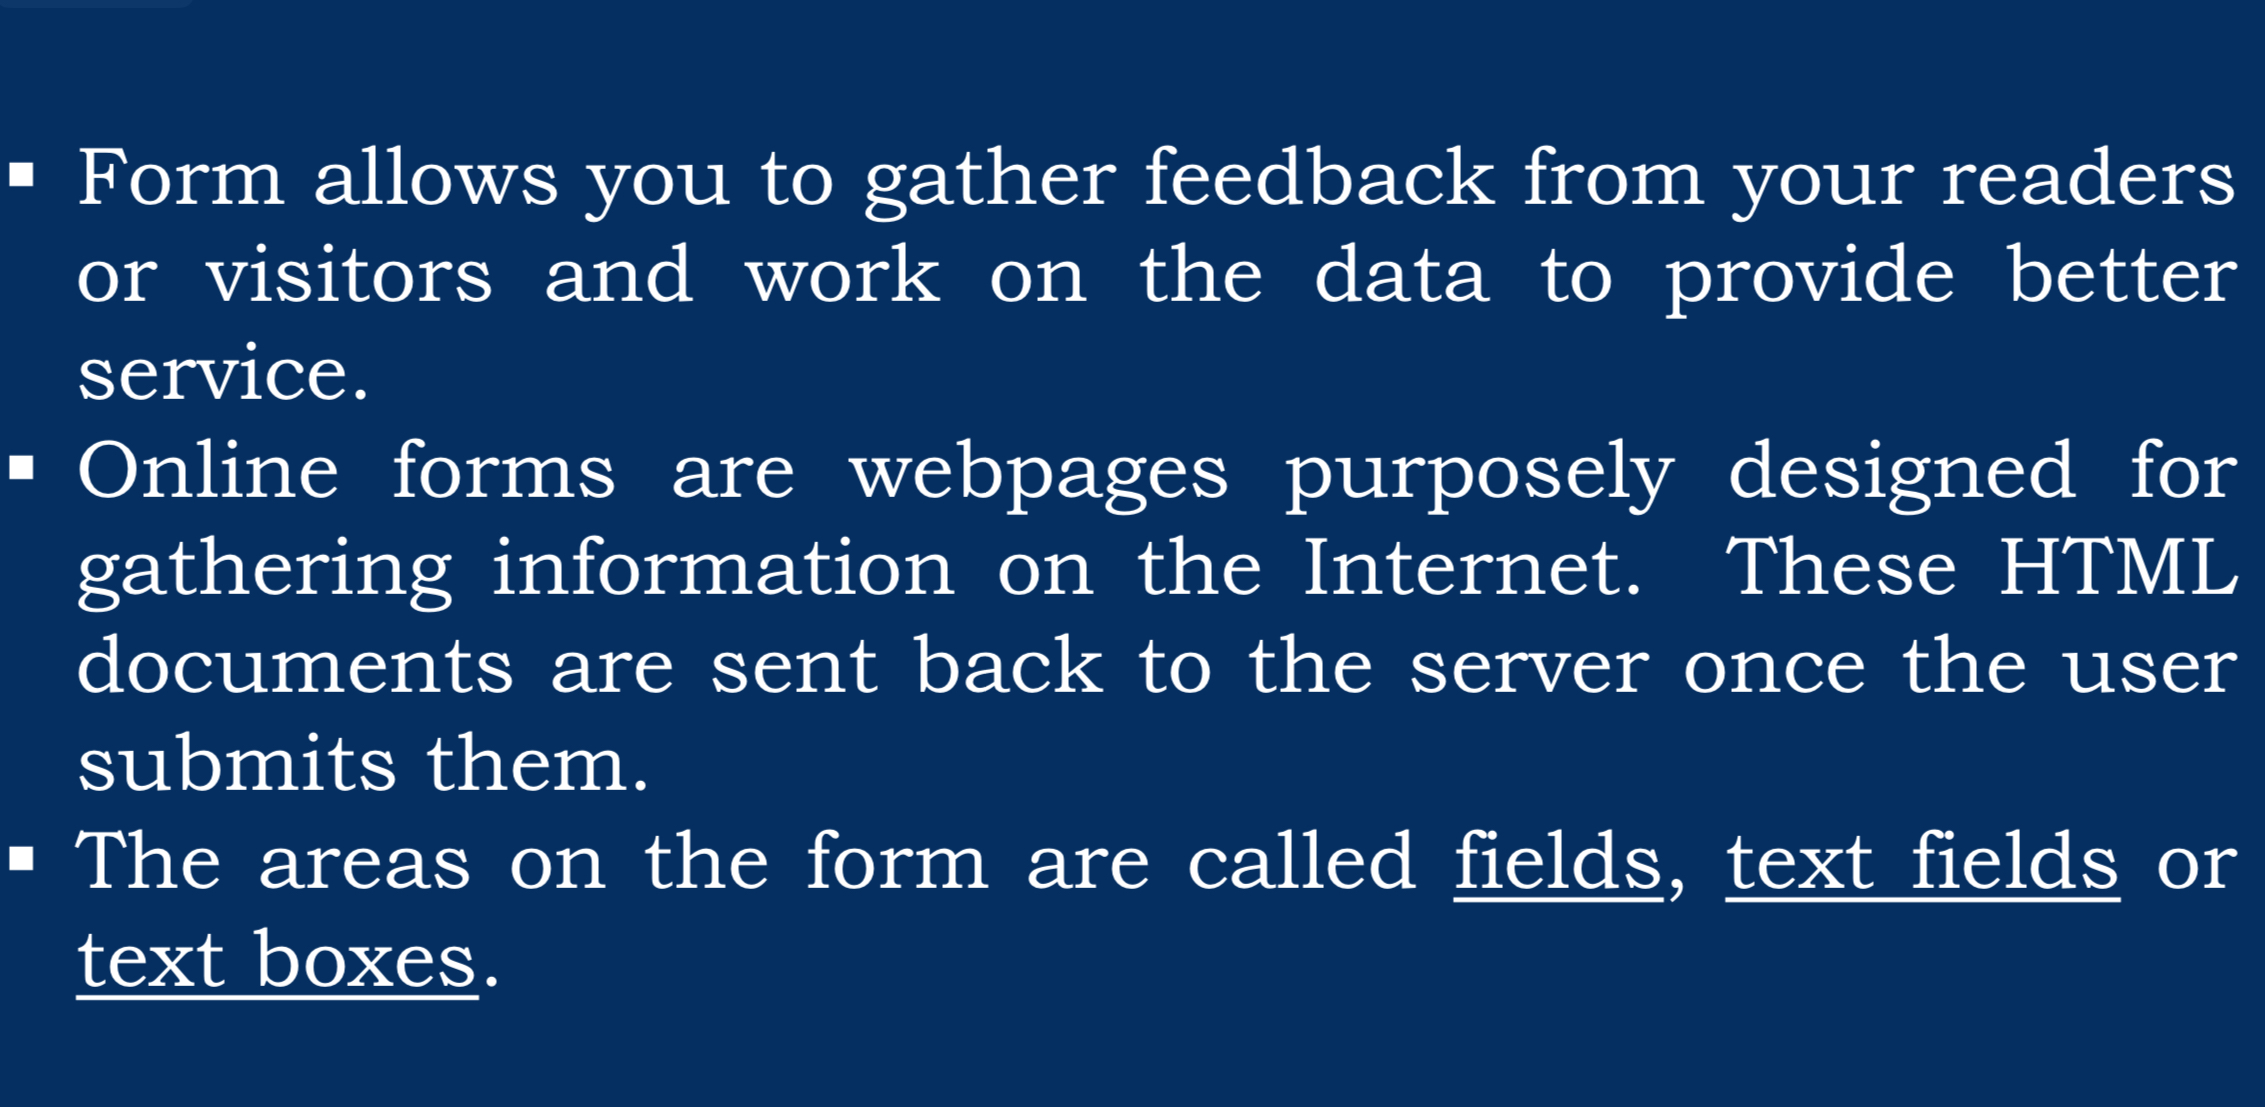 ▪ Form allows you to gather feedback from your readers
or visitors and work on the data to provide better
service.
▪ Online forms are webpages purposely designed for
gathering information on the Internet.  These HTML
documents are sent back to the server once the user
submits them.
▪ The areas on the form are called fields, text fields or
text boxes.